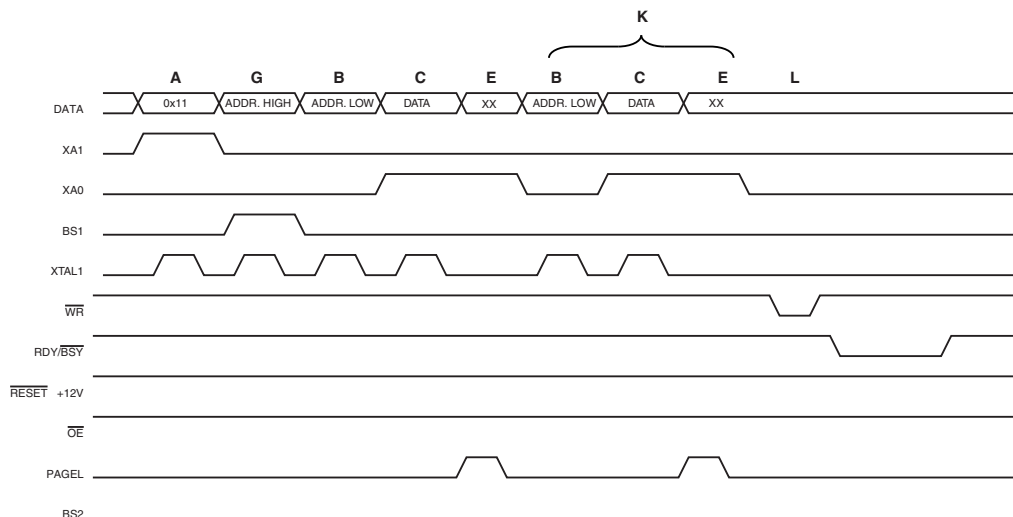 K
A G B C E B C E L
DATA 0x11 ADDR. HIGH ADDR. LOW DATA XX ADDR. LOW DATA XX
XA1
XA0
BS1
XTAL1
WR
RDY/BSY
RESET +12V
OE
PAGEL
BS2